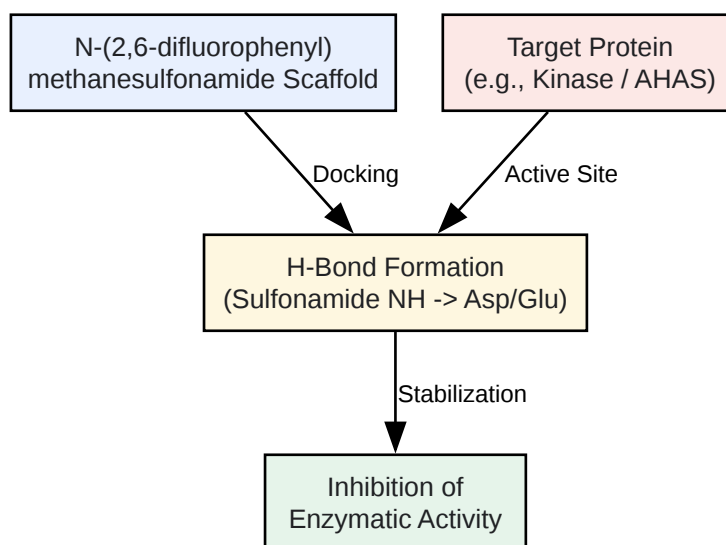 N-(2,6-difluorophenyl)
methanesulfonamide Scaffold
Target Protein
(e.g., Kinase / AHAS)
Docking
Active Site
H-Bond Formation
(Sulfonamide NH -> Asp/Glu)
Stabilization
Inhibition of
Enzymatic Activity